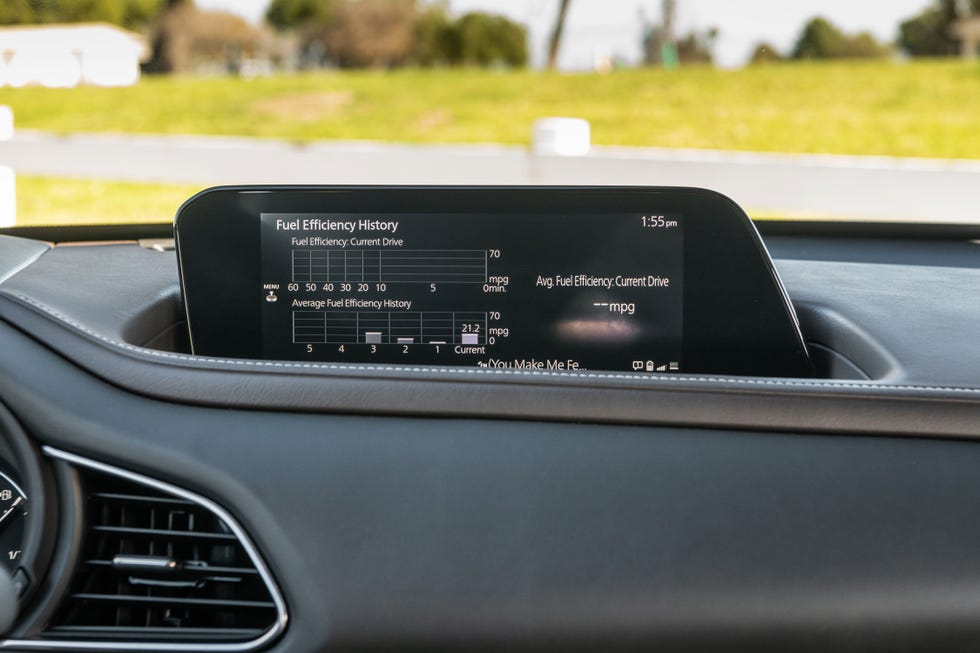 Fuel Efficiency History
1:55pm
Fuel Efficiency: Current Drive
70
mpg
60 50 40 30 20 10 5 0min.
MENU
Avg. Fuel Efficiency: Current Drive
--mpg
Average Fuel Efficiency History
70
21.2
mpg
0
5 4 3 2 1 Current
(You Make Me Fe...